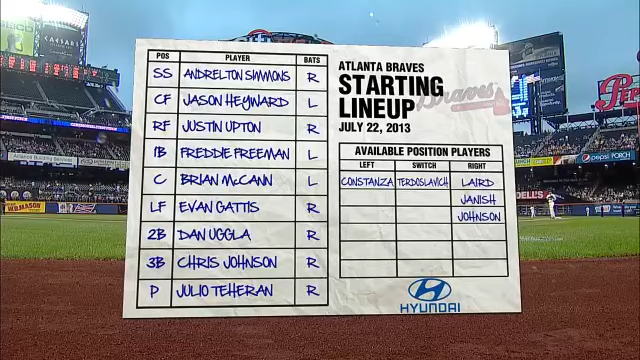 POS PLAYER BATS
SS ANDRELTON SIMMONS R
CF JASON HEYWARD L
RF JUSTIN UPTON R
1B FREDDIE FREEMAN L
C BRIAN McCANN L
LF EVAN GATTIS R
2B DAN UGGLA R
3B CHRIS JOHNSON R
P JULIO TEHERAN R
ATLANTA BRAVES
STARTING
LINEUP
Braves
JULY 22, 2013
AVAILABLE POSITION PLAYERS
LEFT SWITCH RIGHT
CONSTANZA TERDOSLAVICH LAIRD
JANISH
JOHNSON
HYUNDAI
CAESARS
W.B. MASON
pepsi PORCH